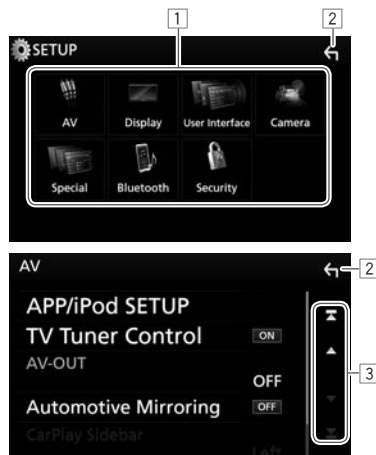 1
2
SETUP
AV Display User Interface Camera
Special Bluetooth Security
AV
2
APP/iPod SETUP
TV Tuner Control ON
AV-OUT
OFF
3
Automotive Mirroring OFF
CarPlay Sidebar
Left